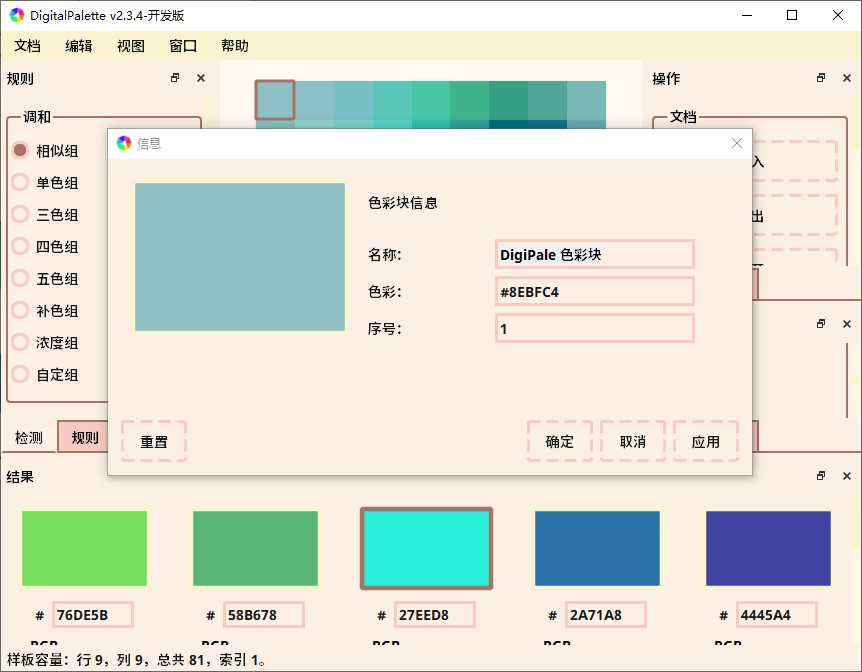 DigitalPalette v2.3.4-开发版
文档 编辑 视图 窗口 帮助
规则
操作
调和
文档
相似组
单色组
三色组
四色组
五色组
补色组
浓度组
自定组
入
出
信息
色彩块信息
名称: DigiPale 色彩块
色彩: #8EBFC4
序号: 1
重置 确定 取消 应用
检测 规则
结果
# 76DE5B # 58B678 # 27EED8 # 2A71A8 # 4445A4
RGB RGB RGB RGB RGB
样板容量: 行 9，列 9，总共 81，索引 1。